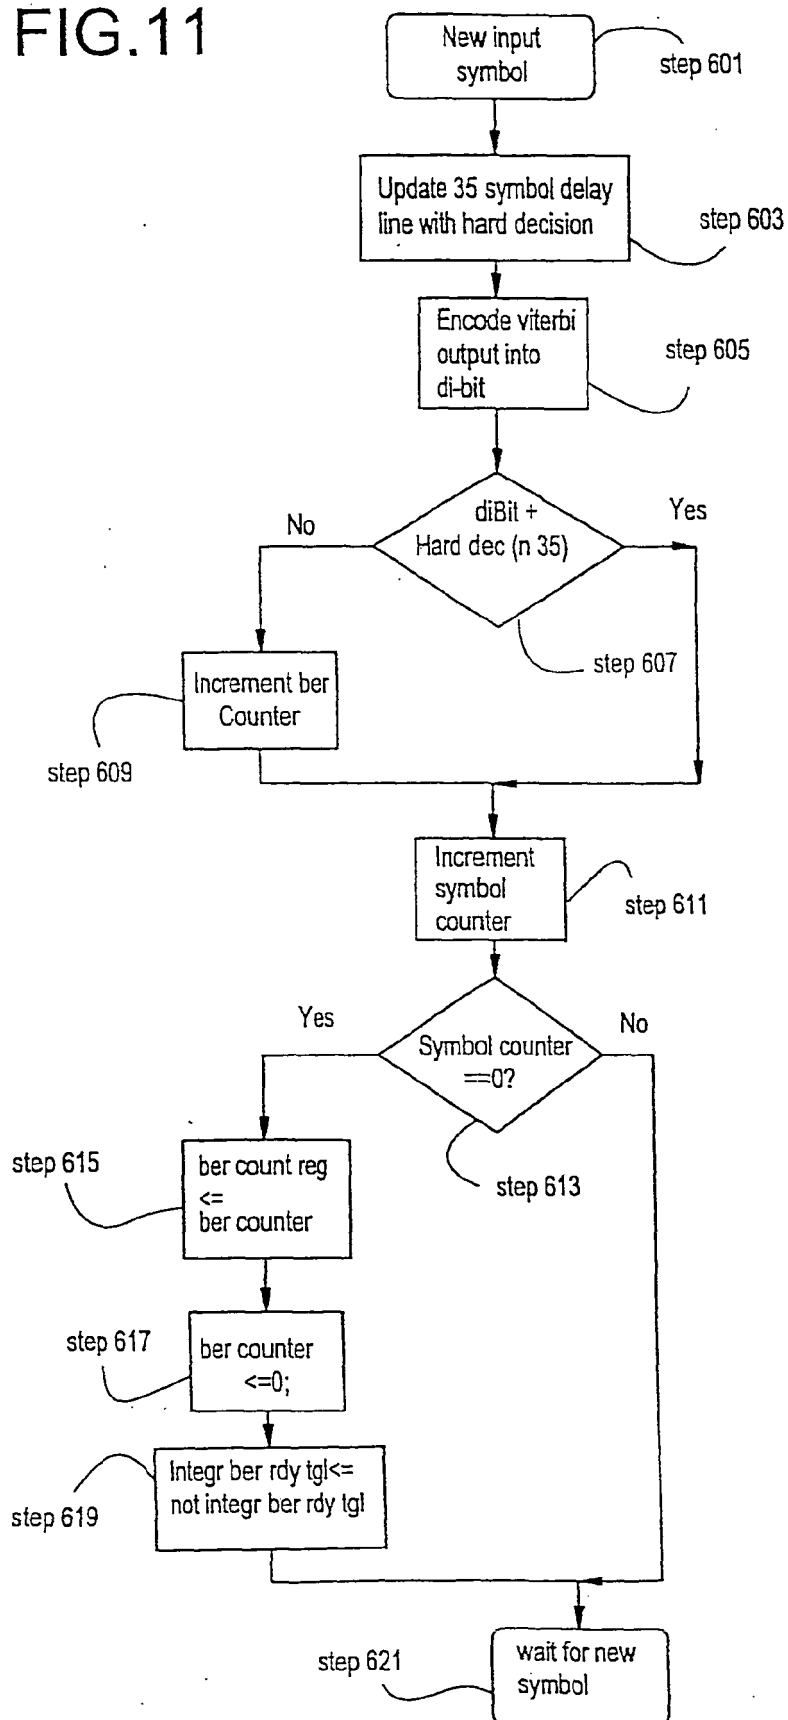 FIG.11
New input
symbol
step 601
Update 35 symbol delay
line with hard decision
step 603
Encode viterbi
output into
di-bit
step 605
diBit +
Hard dec (n 35)
No
Yes
step 607
Increment ber
Counter
step 609
Increment
symbol
counter
step 611
Symbol counter
==0?
Yes
No
step 613
ber count reg
<=
ber counter
step 615
ber counter
<=0;
step 617
Integr ber rdy tgl<=
not integr ber rdy tgl
step 619
wait for new
symbol
step 621